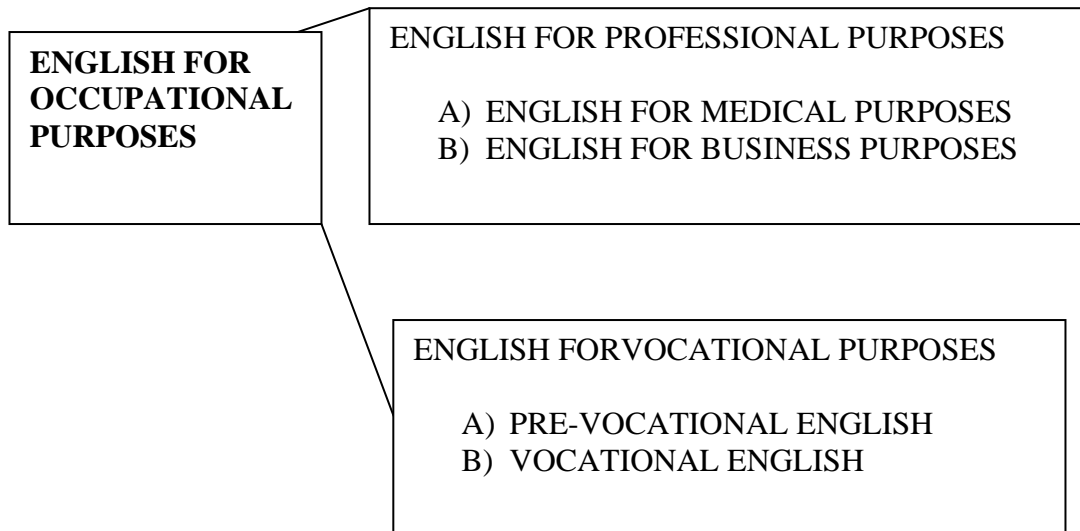 ENGLISH FOR
OCCUPATIONAL
PURPOSES
ENGLISH FOR PROFESSIONAL PURPOSES
A) ENGLISH FOR MEDICAL PURPOSES
B) ENGLISH FOR BUSINESS PURPOSES
ENGLISH FORVOCATIONAL PURPOSES
A) PRE-VOCATIONAL ENGLISH
B) VOCATIONAL ENGLISH